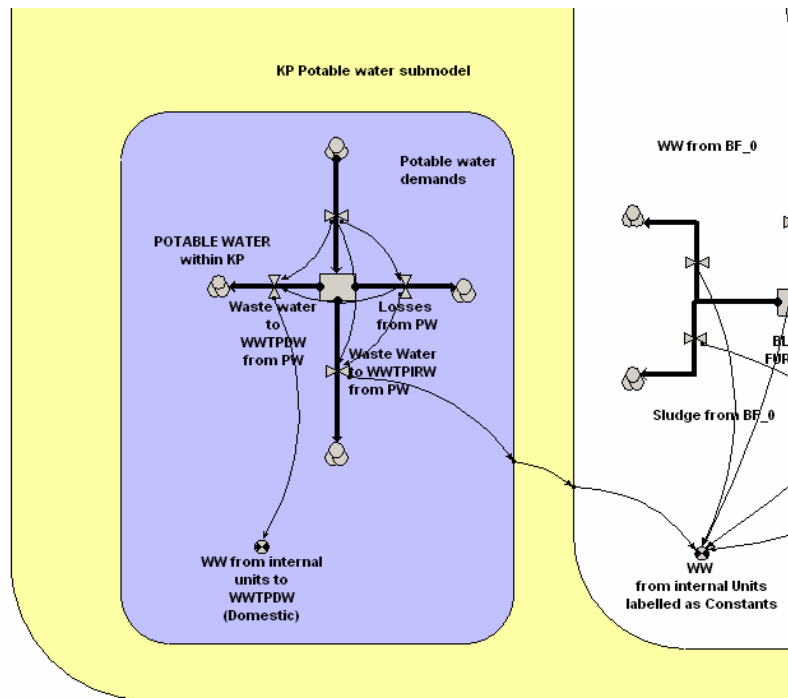 KP Potable water submodel
Potable water
demands
POTABLE WATER
within KP
Waste water
to
WWTPDW
from PW
Losses
from PW
Waste Water
to WWTPIRW
from PW
WW from internal
units to
WWTPDW
(Domestic)
WW from BF_0
Sludge from BF_0
WW
from internal Units
labelled as Constants